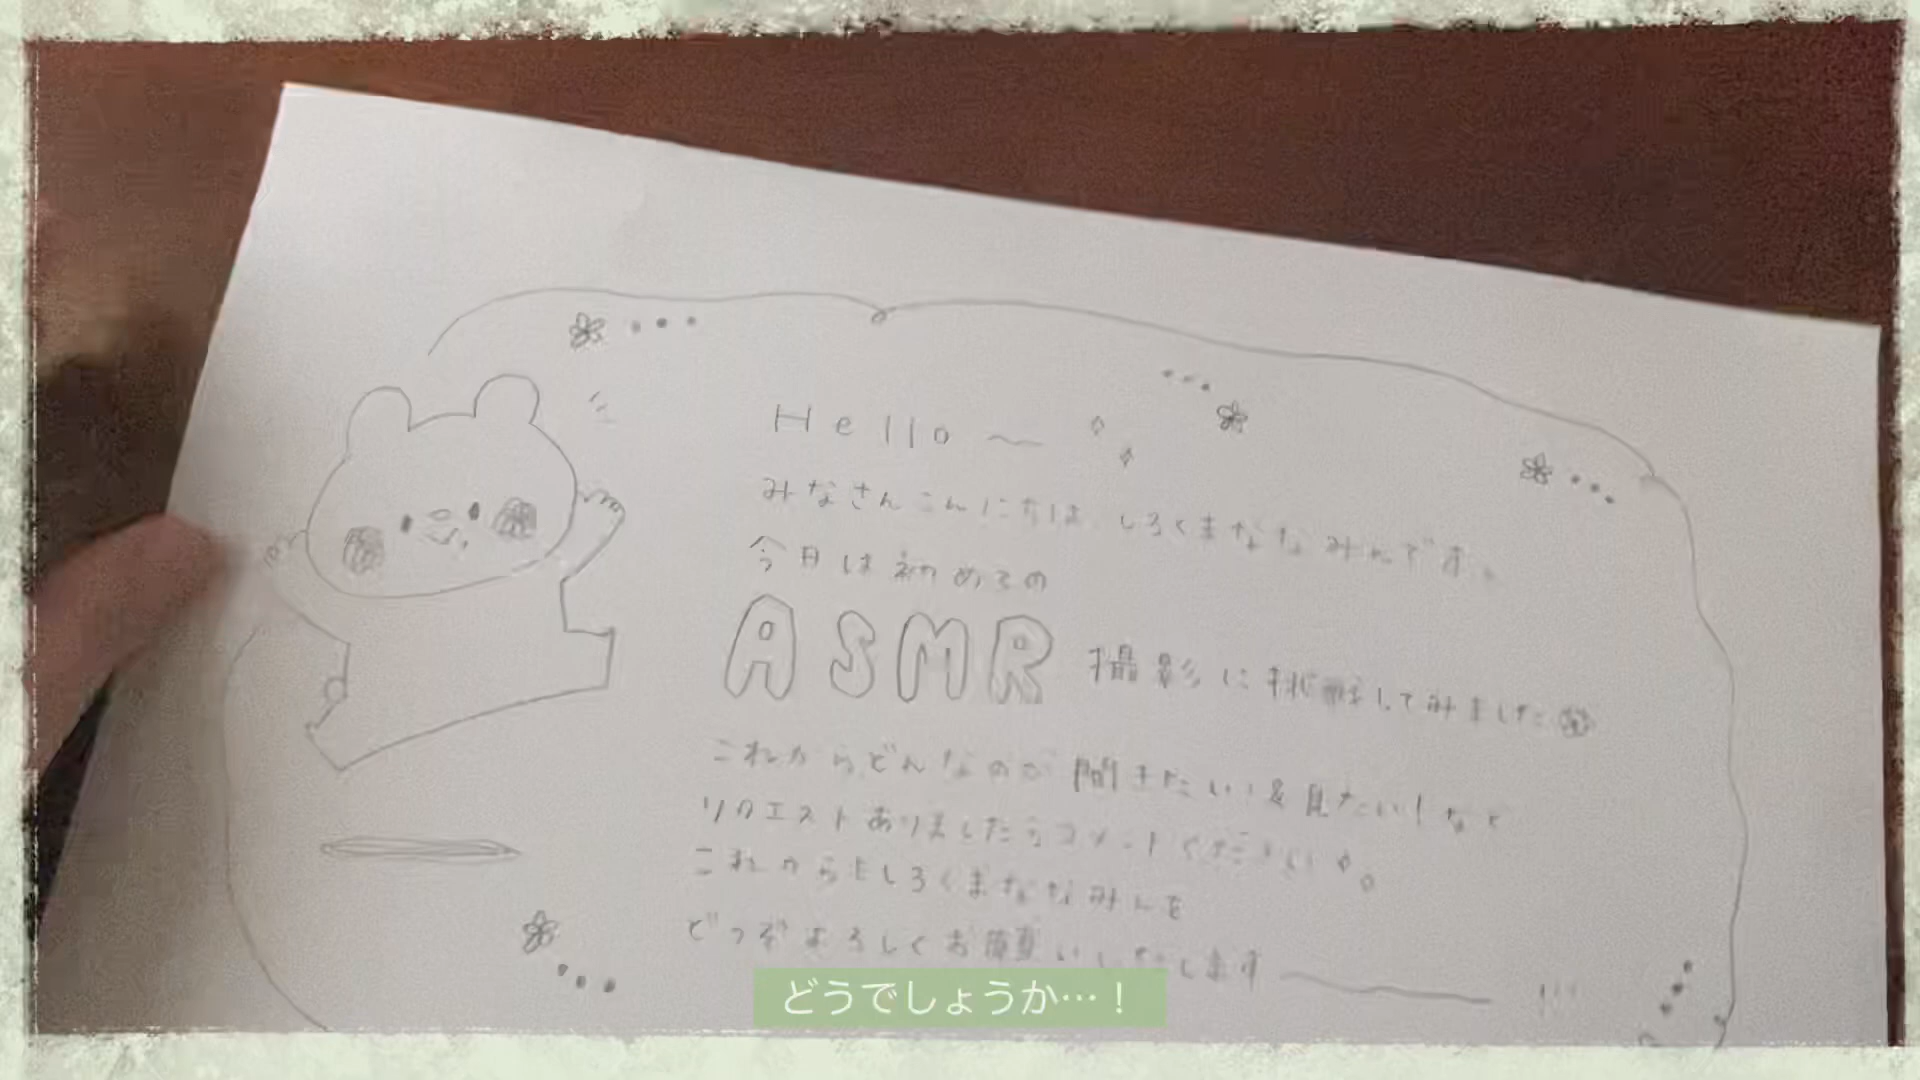 Hello〜
みなさんこんにちは、しろくまななみんです。
今日は初めての
ASMR 撮影に挑戦してみました
これからどんなのが聞きたい!&見たい!など
リクエストありましたらコメントください。
これからもしろくまななみんを
どうぞよろしくお願いいたします――!!!
どうでしょうか…!